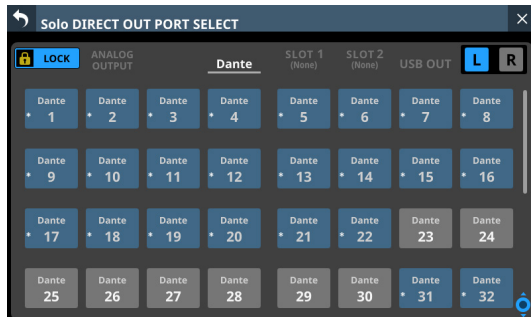 Solo DIRECT OUT PORT SELECT
LOCK
ANALOG OUTPUT
Dante
SLOT 1 (None)
SLOT 2 (None)
USB OUT
L
R
Dante 1
Dante 2
Dante 3
Dante 4
Dante 5
Dante 6
Dante 7
Dante 8
Dante 9
Dante 10
Dante 11
Dante 12
Dante 13
Dante 14
Dante 15
Dante 16
Dante 17
Dante 18
Dante 19
Dante 20
Dante 21
Dante 22
Dante 23
Dante 24
Dante 25
Dante 26
Dante 27
Dante 28
Dante 29
Dante 30
Dante 31
Dante 32